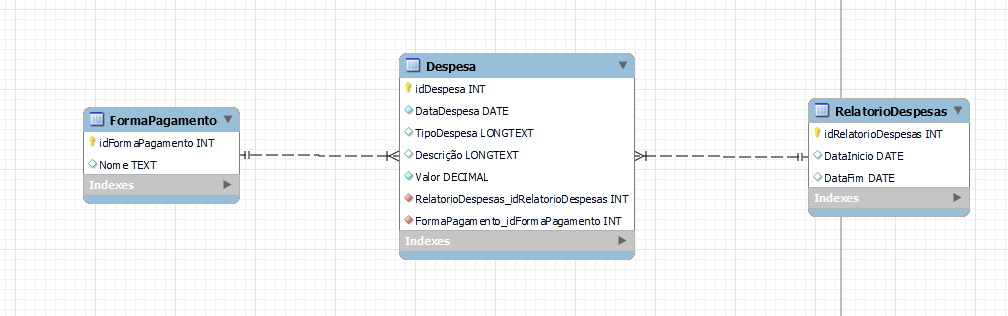 FormaPagamento
idFormaPagamento INT
Nome TEXT
Indexes
Despesa
idDespesa INT
DataDespesa DATE
TipoDespesa LONGTEXT
Descrição LONGTEXT
Valor DECIMAL
RelatorioDespesas_idRelatorioDespesas INT
FormaPagamento_idFormaPagamento INT
Indexes
RelatorioDespesas
idRelatorioDespesas INT
DataInicio DATE
DataFim DATE
Indexes